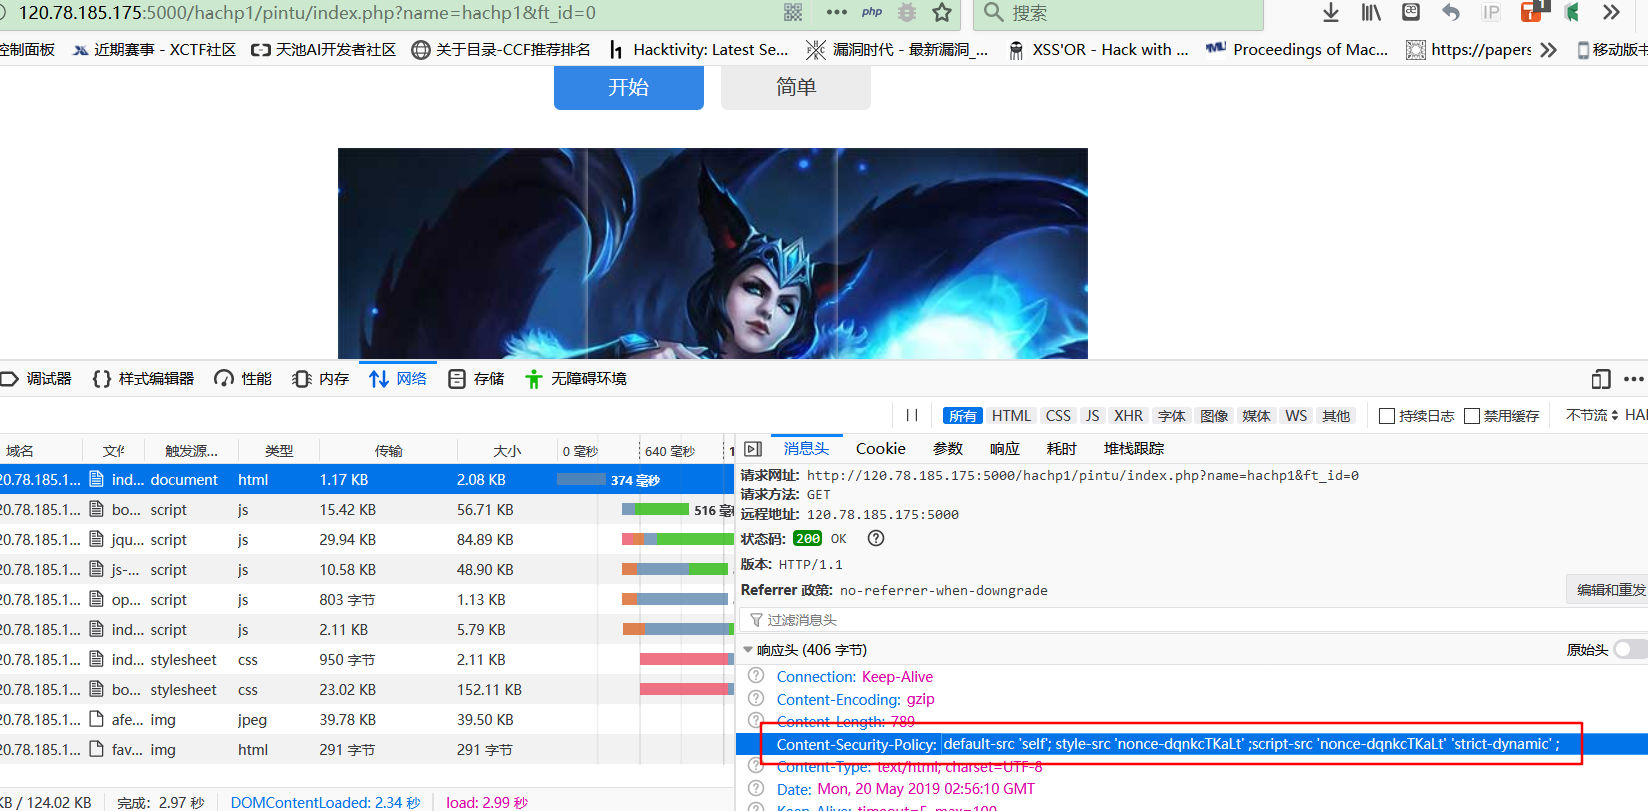 120.78.185.175:5000/hachp1/pintu/index.php?name=hachp1&ft_id=0
php
搜索
IP
1
控制面板
近期赛事 - XCTF社区
天池AI开发者社区
关于目录-CCF推荐排名
Hacktivity: Latest Se...
漏洞时代 - 最新漏洞_...
XSS'OR - Hack with ...
Proceedings of Mac...
https://papers
移动版书
开始
简单
调试器
样式编辑器
性能
内存
网络
存储
无障碍环境
所有 HTML CSS JS XHR 字体 图像 媒体 WS 其他
持续日志
禁用缓存
不节流
HA
域名 文件 触发源... 类型 传输 大小 0 毫秒 640 毫秒 1
20.78.185.1... ind... document html 1.17 KB 2.08 KB 374 毫秒
20.78.185.1... bo... script js 15.42 KB 56.71 KB 516 毫
20.78.185.1... jqu... script js 29.94 KB 84.89 KB
20.78.185.1... js-... script js 10.58 KB 48.90 KB
20.78.185.1... op... script js 803 字节 1.13 KB
20.78.185.1... ind... script js 2.11 KB 5.79 KB
20.78.185.1... ind... stylesheet css 950 字节 2.11 KB
20.78.185.1... bo... stylesheet css 23.02 KB 152.11 KB
20.78.185.1... afe... img jpeg 39.78 KB 39.50 KB
20.78.185.1... fav... img html 291 字节 291 字节
KB / 124.02 KB
完成：2.97 秒
DOMContentLoaded: 2.34 秒
load: 2.99 秒
消息头 Cookie 参数 响应 耗时 堆栈跟踪
请求网址: http://120.78.185.175:5000/hachp1/pintu/index.php?name=hachp1&ft_id=0
请求方法: GET
远程地址: 120.78.185.175:5000
状态码: 200 OK
版本: HTTP/1.1
Referrer 政策: no-referrer-when-downgrade
编辑和重发
过滤消息头
响应头 (406 字节)
原始头
Connection: Keep-Alive
Content-Encoding: gzip
Content-Length: 789
Content-Security-Policy: default-src 'self'; style-src 'nonce-dqnkcTKaLt' ;script-src 'nonce-dqnkcTKaLt' 'strict-dynamic' ;
Content-Type: text/html; charset=UTF-8
Date: Mon, 20 May 2019 02:56:10 GMT
Keep-Alive: timeout=5, max=100